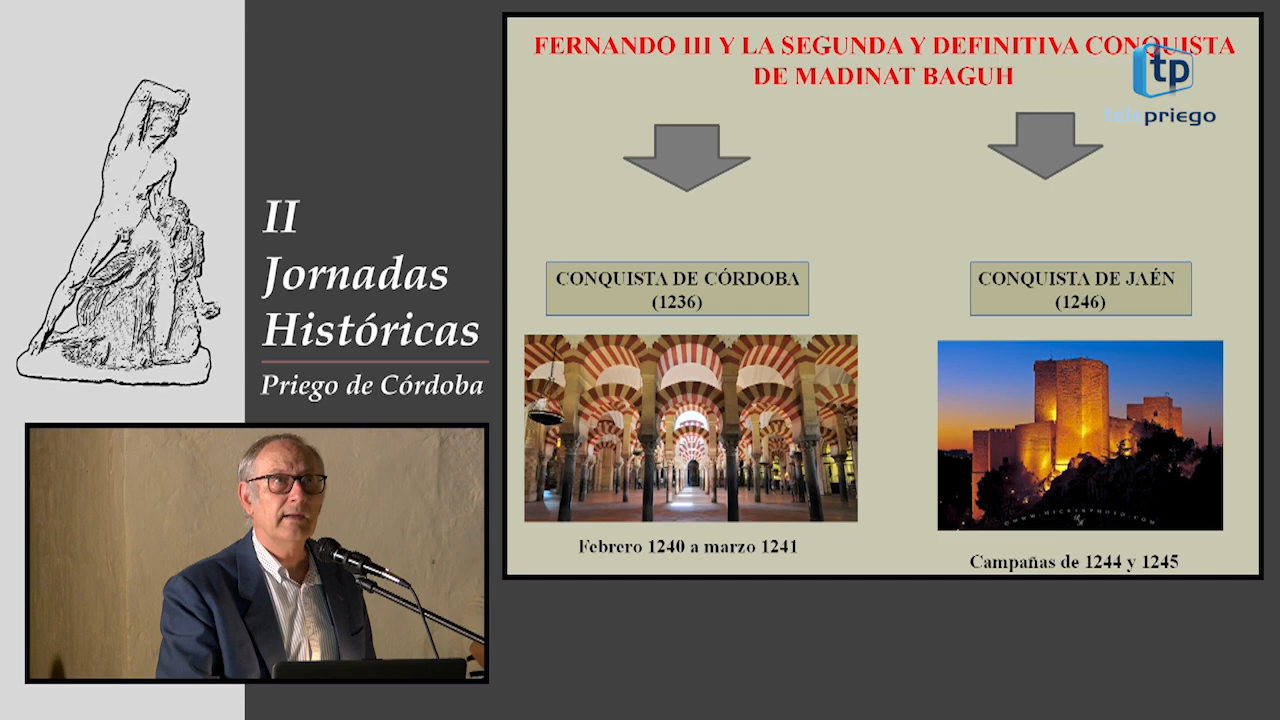 II
Jornadas
Históricas
Priego de Córdoba
FERNANDO III Y LA SEGUNDA Y DEFINITIVA CONQUISTA
DE MADINAT BAGUH
tp
telepriego
CONQUISTA DE CÓRDOBA
(1236)
CONQUISTA DE JAÉN
(1246)
Febrero 1240 a marzo 1241
Campañas de 1244 y 1245